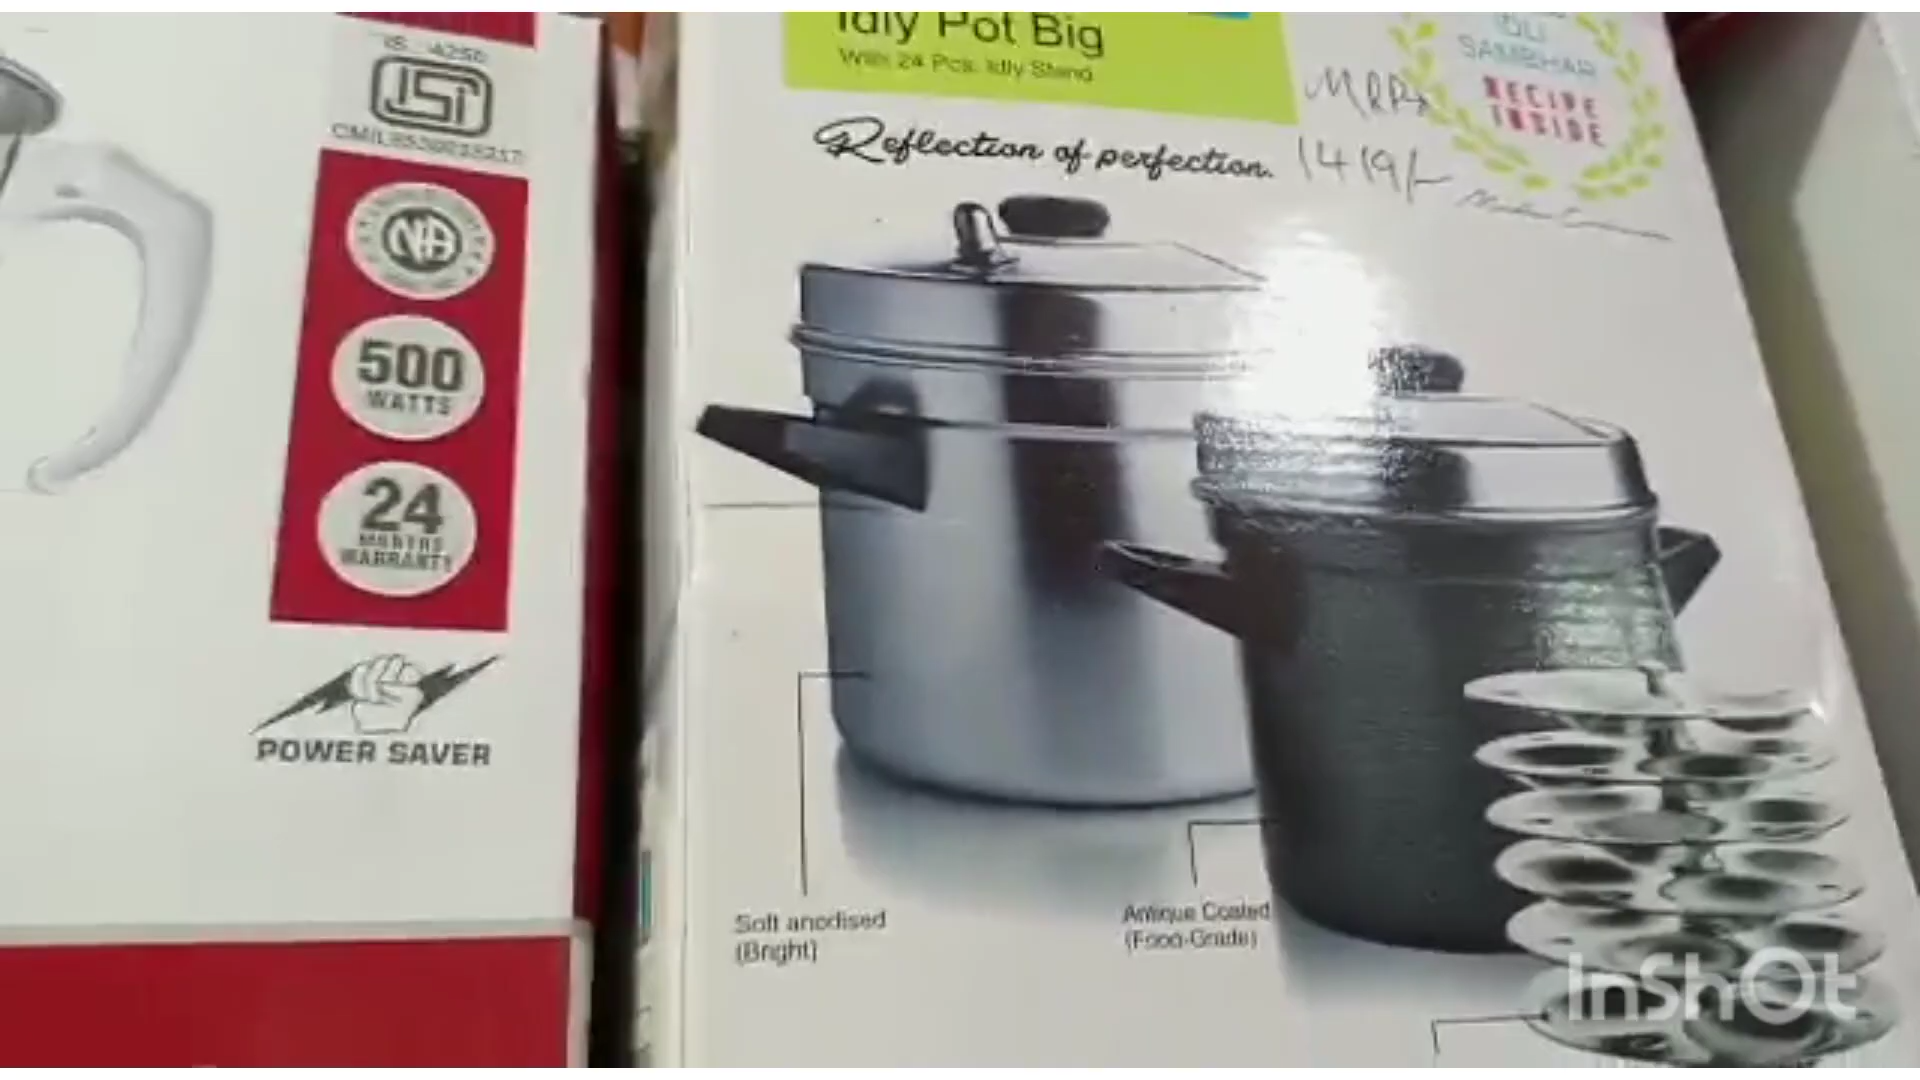 IS : 4250
ISI
500
WATTS
24
MONTHS
WARRANTY
POWER SAVER
Idly Pot Big
With 24 Pcs. Idly Stand
Reflection of perfection.
MRP
1419/-
IDLI
SAMBHAR
RECIPE
INSIDE
Soft anodised
(Bright)
Antique Coated
(Food-Grade)
InShOt